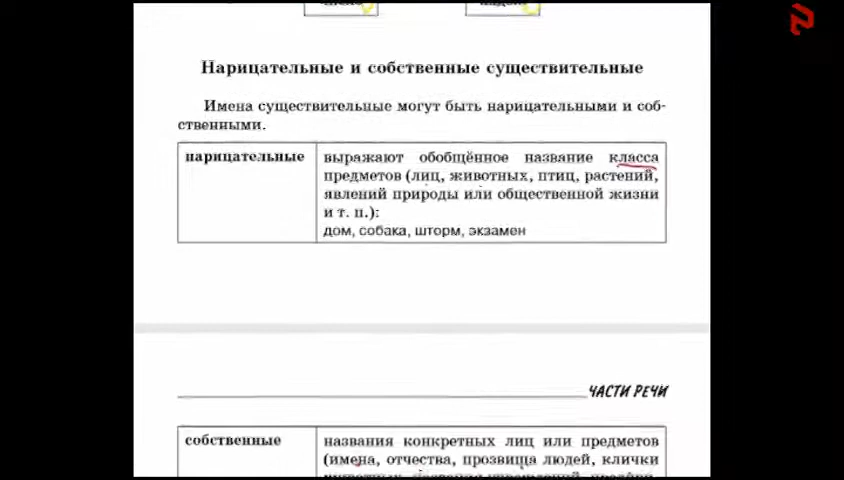 Нарицательные и собственные существительные
Имена существительные могут быть нарицательными и соб-
ственными.
нарицательные
выражают обобщённое название класса
предметов (лиц, животных, птиц, растений,
явлений природы или общественной жизни
и т. п.):
дом, собака, шторм, экзамен
ЧАСТИ РЕЧИ
собственные
названия конкретных лиц или предметов
(имена, отчества, прозвища людей, клички